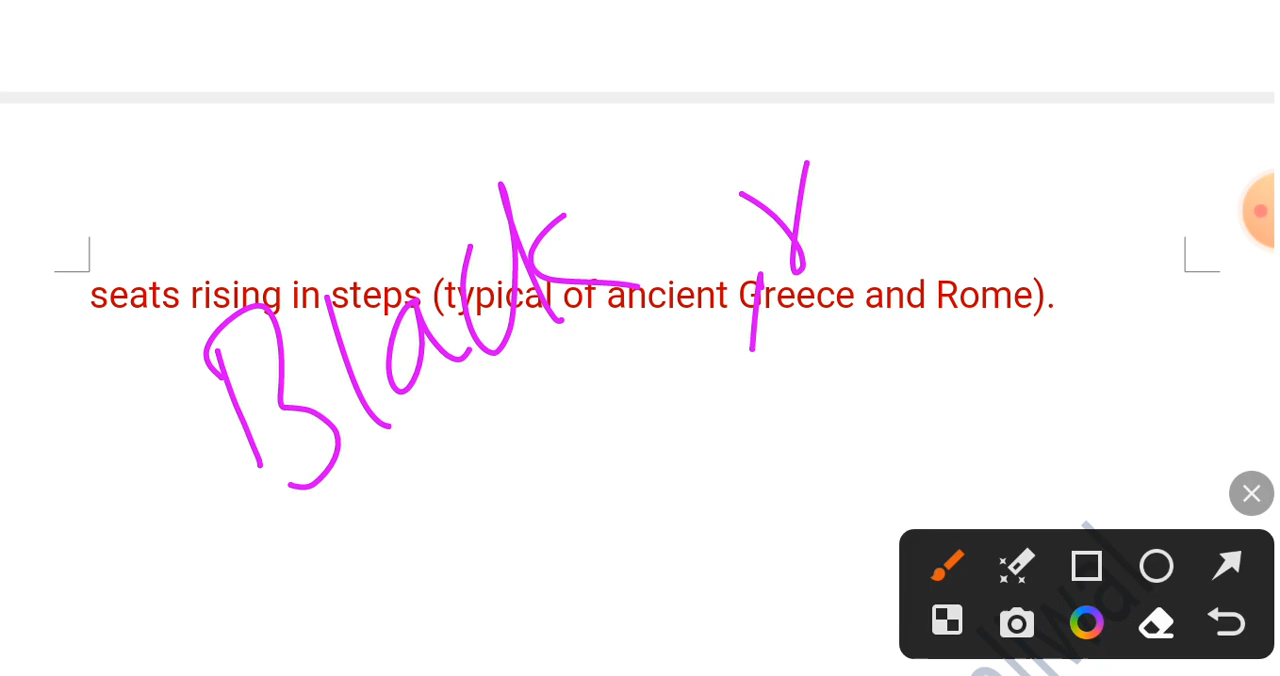 seats rising in steps (typical of ancient Greece and Rome).
Black